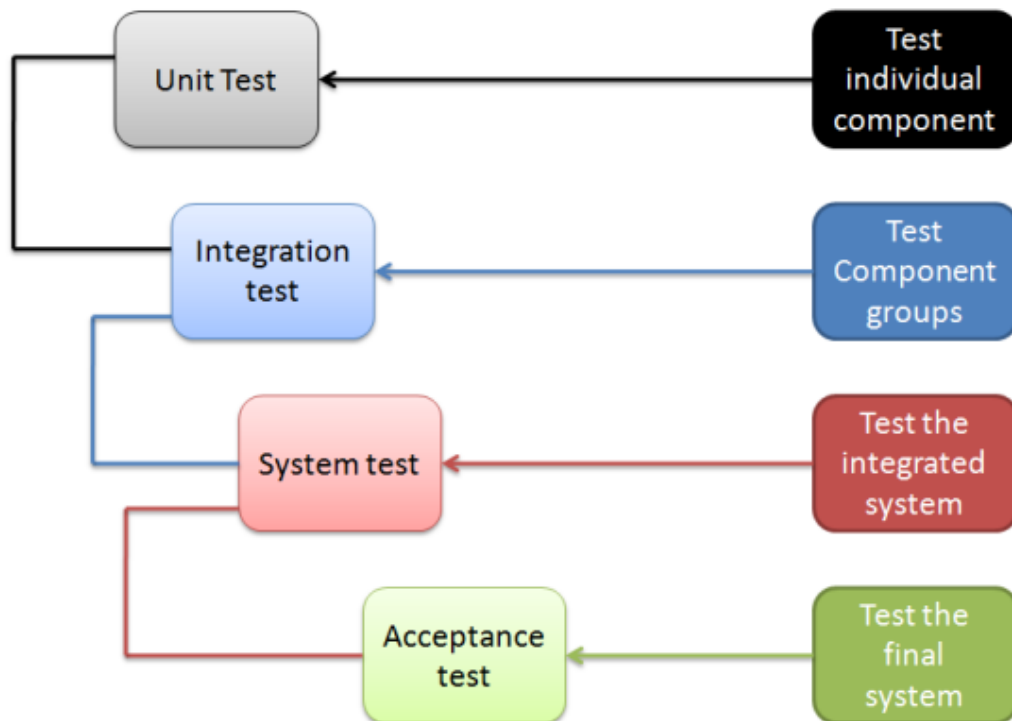 Unit Test
Test
individual
component
Integration
test
Test
Component
groups
System test
Test the
integrated
system
Acceptance
test
Test the
final
system